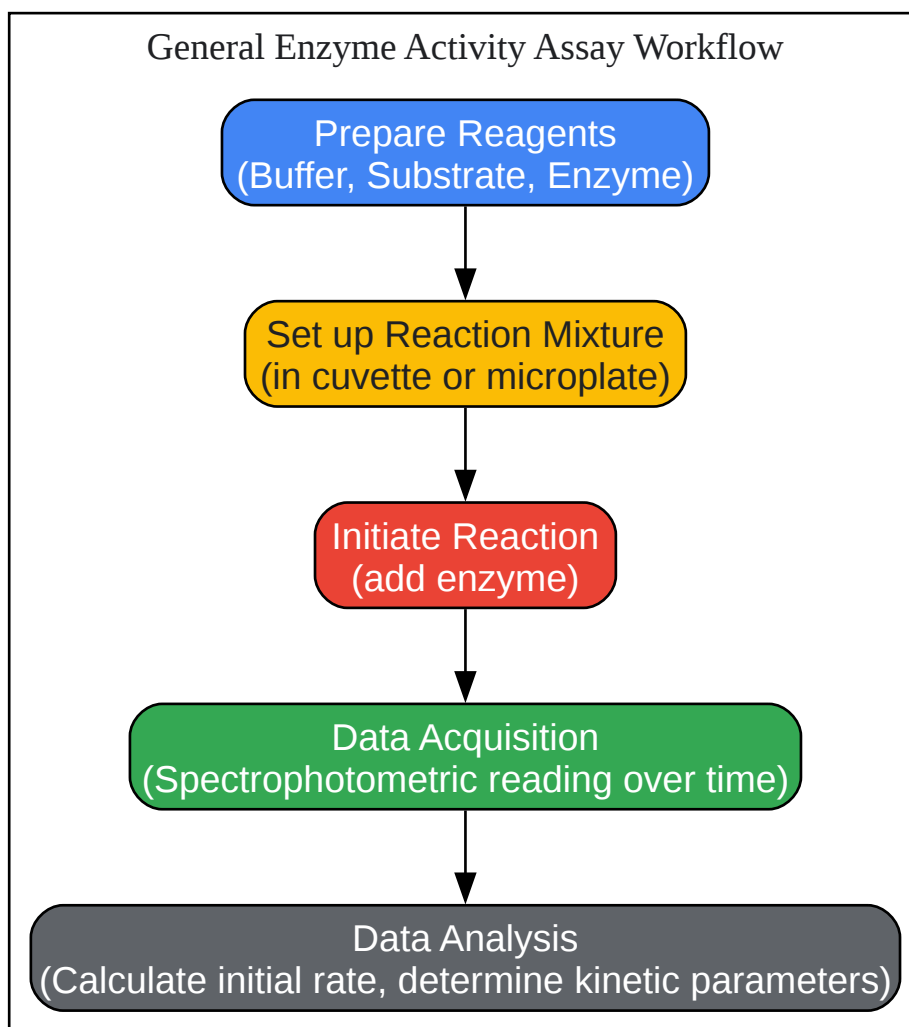 General Enzyme Activity Assay Workflow
Prepare Reagents
(Buffer, Substrate, Enzyme)
Set up Reaction Mixture
(in cuvette or microplate)
Initiate Reaction
(add enzyme)
Data Acquisition
(Spectrophotometric reading over time)
Data Analysis
(Calculate initial rate, determine kinetic parameters)